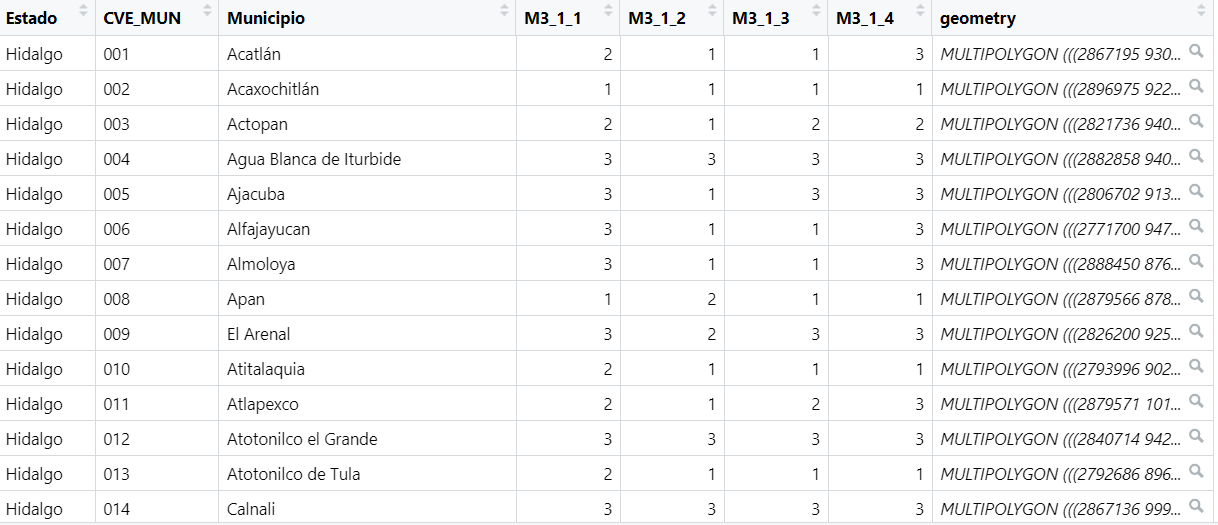 Estado CVE_MUN Municipio M3_1_1 M3_1_2 M3_1_3 M3_1_4 geometry
Hidalgo 001 Acatlán 2 1 1 3 MULTIPOLYGON (((2867195 930...
Hidalgo 002 Acaxochitlán 1 1 1 1 MULTIPOLYGON (((2896975 922...
Hidalgo 003 Actopan 2 1 2 2 MULTIPOLYGON (((2821736 940...
Hidalgo 004 Agua Blanca de Iturbide 3 3 3 3 MULTIPOLYGON (((2882858 940...
Hidalgo 005 Ajacuba 3 1 3 3 MULTIPOLYGON (((2806702 913...
Hidalgo 006 Alfajayucan 3 1 1 3 MULTIPOLYGON (((2771700 947...
Hidalgo 007 Almoloya 3 1 1 3 MULTIPOLYGON (((2888450 876...
Hidalgo 008 Apan 1 2 1 1 MULTIPOLYGON (((2879566 878...
Hidalgo 009 El Arenal 3 2 3 3 MULTIPOLYGON (((2826200 925...
Hidalgo 010 Atitalaquia 2 1 1 1 MULTIPOLYGON (((2793996 902...
Hidalgo 011 Atlapexco 2 1 2 3 MULTIPOLYGON (((2879571 101...
Hidalgo 012 Atotonilco el Grande 3 3 3 3 MULTIPOLYGON (((2840714 942...
Hidalgo 013 Atotonilco de Tula 2 1 1 1 MULTIPOLYGON (((2792686 896...
Hidalgo 014 Calnali 3 3 3 3 MULTIPOLYGON (((2867136 999...